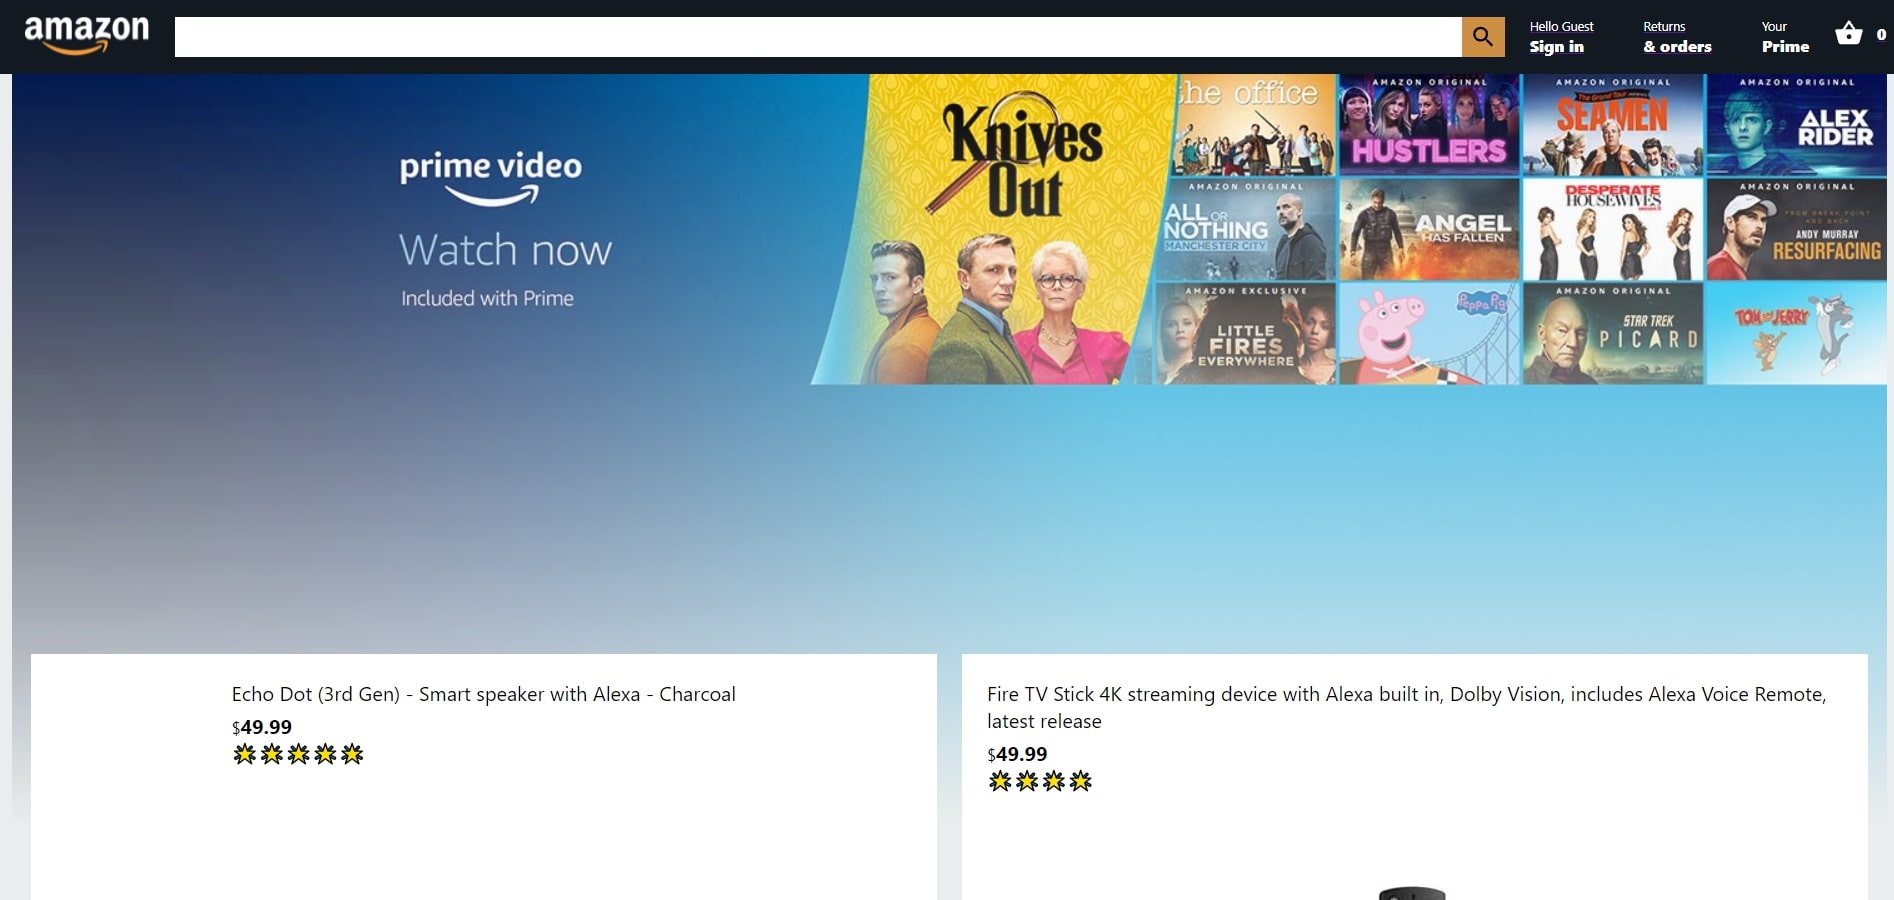 amazon
Hello Guest
Sign in
Returns
& orders
Your
Prime
0
prime video
Watch now
Included with Prime
Knives
Out
the office
AMAZON ORIGINAL
HUSTLERS
AMAZON ORIGINAL
The Grand Tour
SEAMEN
AMAZON ORIGINAL
ALEX
RIDER
AMAZON ORIGINAL
ALL OR
NOTHING
MANCHESTER CITY
ANGEL
HAS FALLEN
DESPERATE
HOUSEWIVES
AMAZON ORIGINAL
FROM BREAK POINT
AND BACK
ANDY MURRAY
RESURFACING
AMAZON EXCLUSIVE
LITTLE
FIRES
EVERYWHERE
Peppa Pig
AMAZON ORIGINAL
STAR TREK
PICARD
TOM and JERRY
Echo Dot (3rd Gen) - Smart speaker with Alexa - Charcoal
$49.99
Fire TV Stick 4K streaming device with Alexa built in, Dolby Vision, includes Alexa Voice Remote,
latest release
$49.99